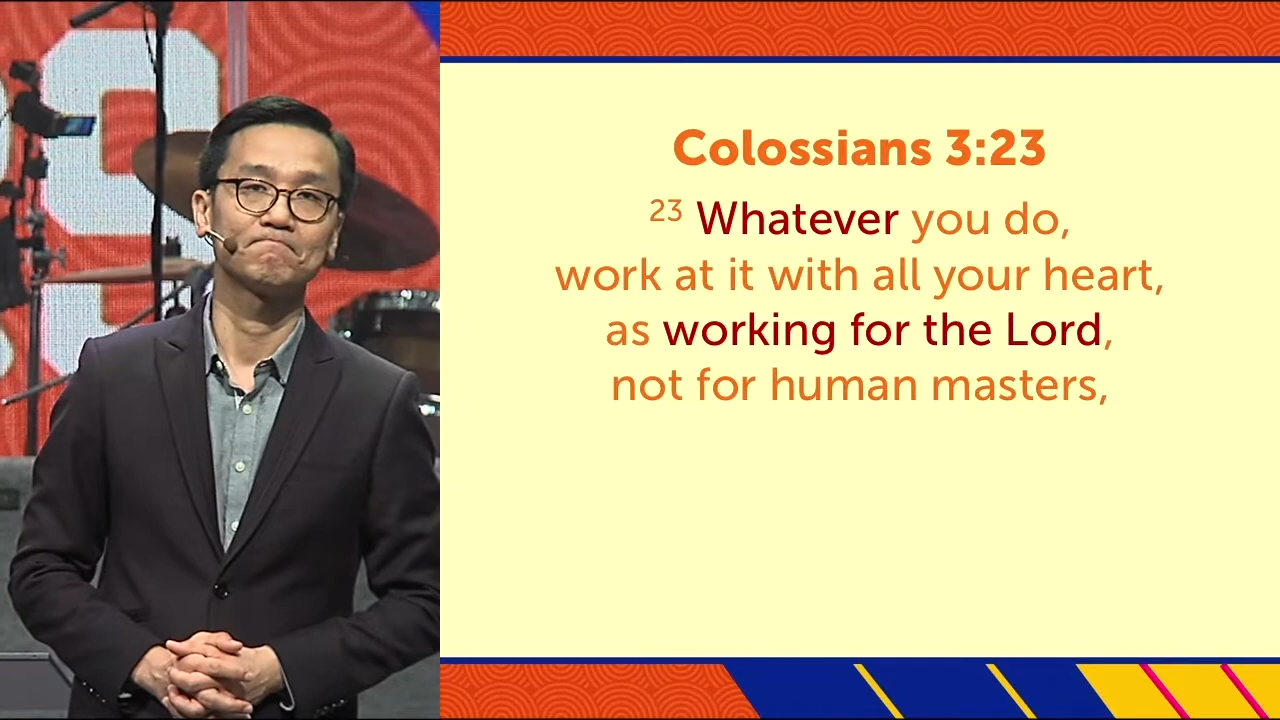 Colossians 3:23
23 Whatever you do,
work at it with all your heart,
as working for the Lord,
not for human masters,